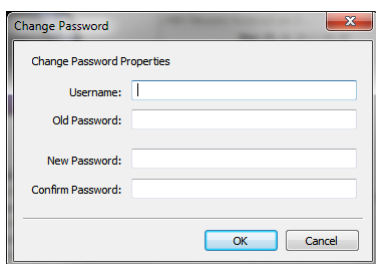 Change Password
Change Password Properties
Username:
Old Password:
New Password:
Confirm Password:
OK
Cancel